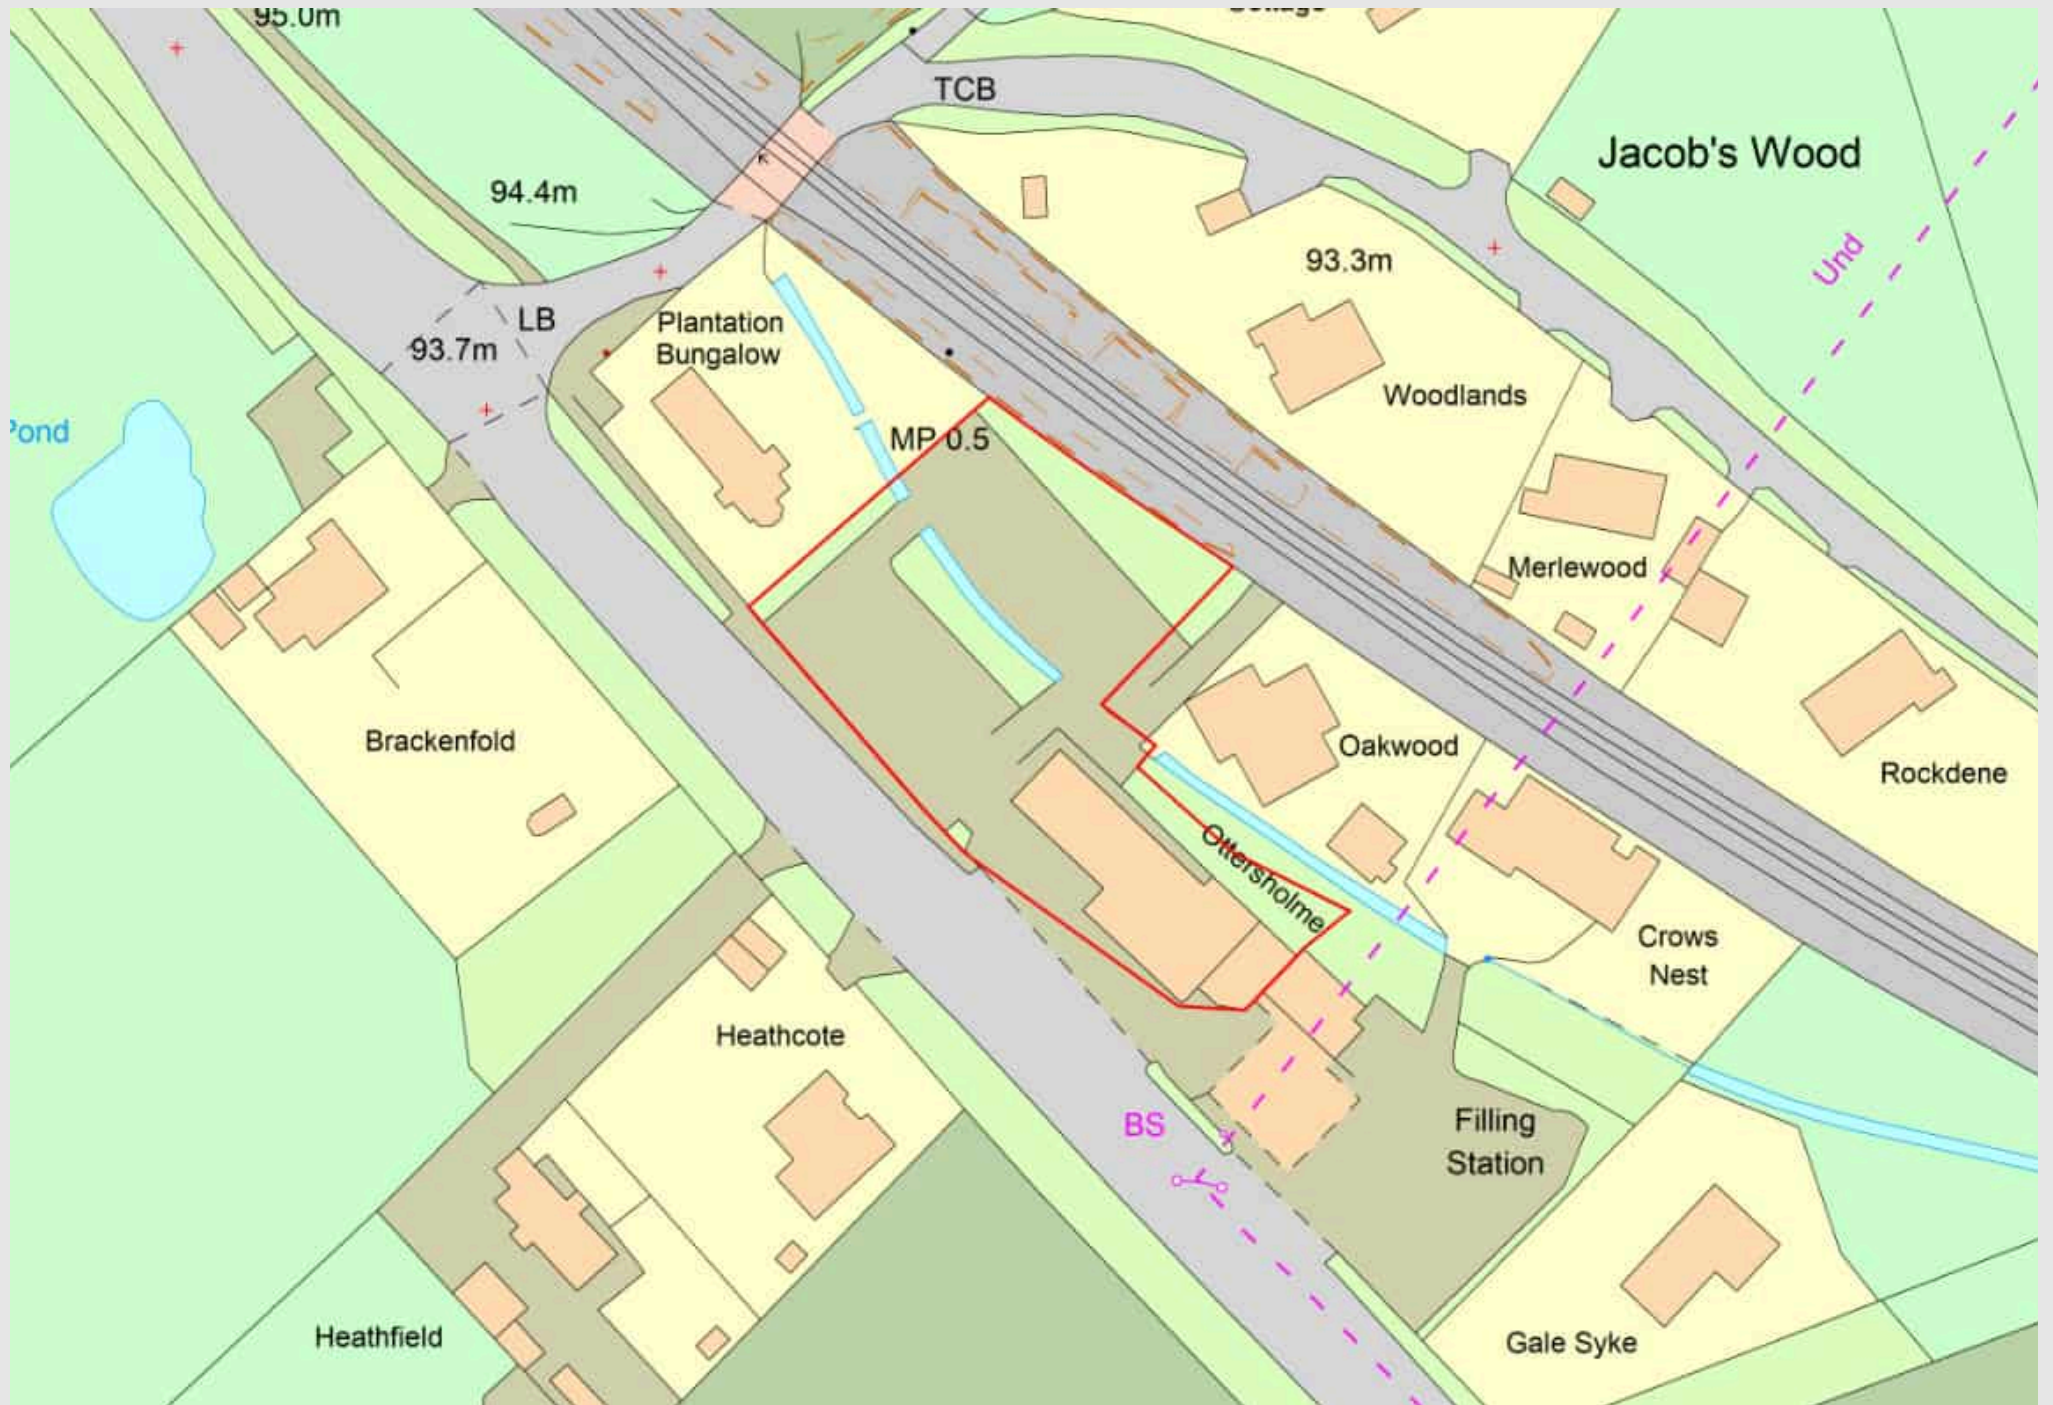 95.0m
TCB
Jacob's Wood
94.4m
Und
93.3m
LB
93.7m
Plantation
Bungalow
Woodlands
Pond
MP 0.5
Merlewood
Brackenfold
Oakwood
Rockdene
Ottersholme
Crows
Nest
Heathcote
BS
Filling
Station
Heathfield
Gale Syke